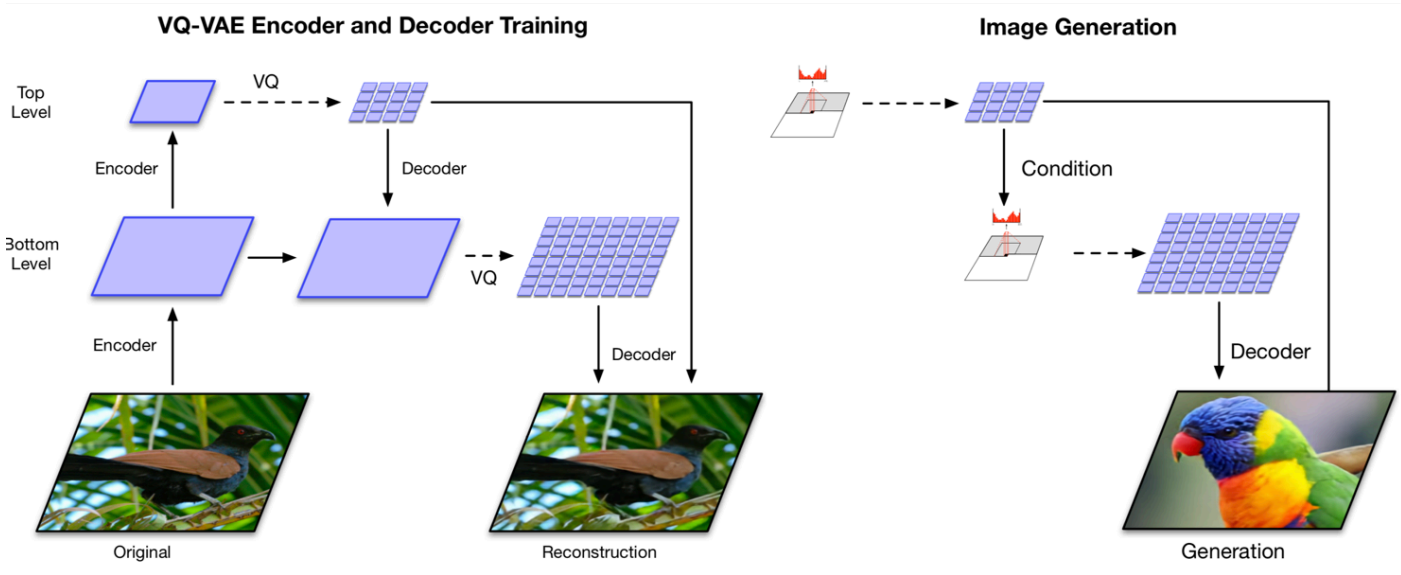 VQ-VAE Encoder and Decoder Training
Image Generation
Top
Level
VQ
Encoder
Decoder
Condition
Bottom
Level
VQ
Encoder
Decoder
Decoder
Original
Reconstruction
Generation